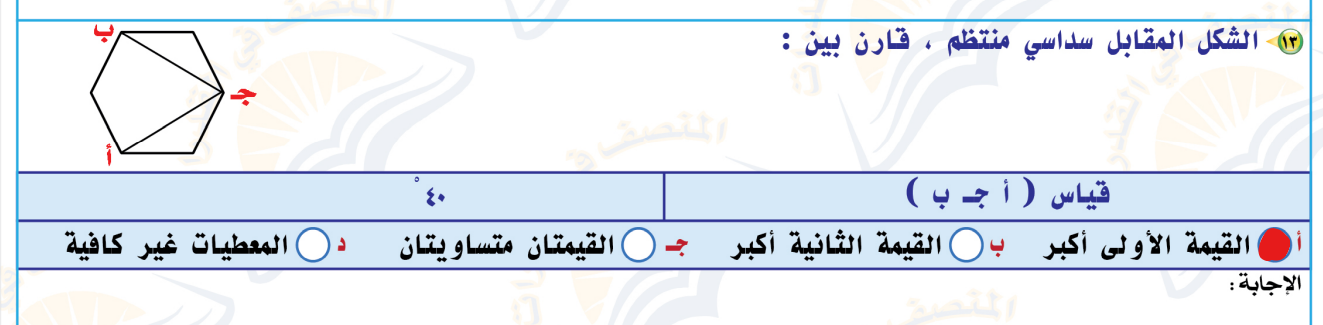 ١٣ الشكل المقابل سداسي منتظم ، قارن بين :
ب
جـ
أ
قياس ( أ جـ ب )
٤٠°
أ القيمة الأولى أكبر ب القيمة الثانية أكبر جـ القيمتان متساويتان د المعطيات غير كافية
الإجابة :